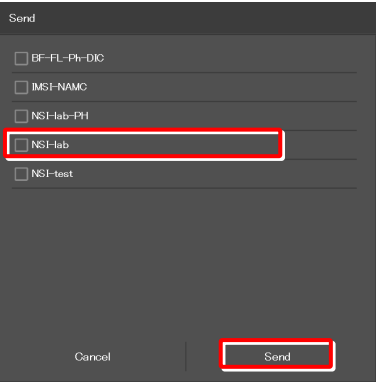 Send
BF-FL-Ph-DIC
IMSI-NAMC
NSI-lab-PH
NSI-lab
NSI-test
Cancel
Send